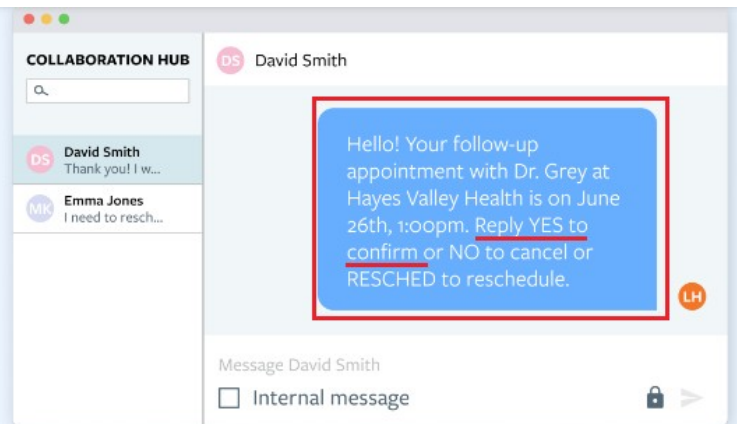 COLLABORATION HUB
DS
David Smith
Thank you! I w...
MK
Emma Jones
I need to resch...
DS David Smith
Hello! Your follow-up
appointment with Dr. Grey at
Hayes Valley Health is on June
26th, 1:00pm. Reply YES to
confirm or NO to cancel or
RESCHED to reschedule.
LH
Message David Smith
Internal message